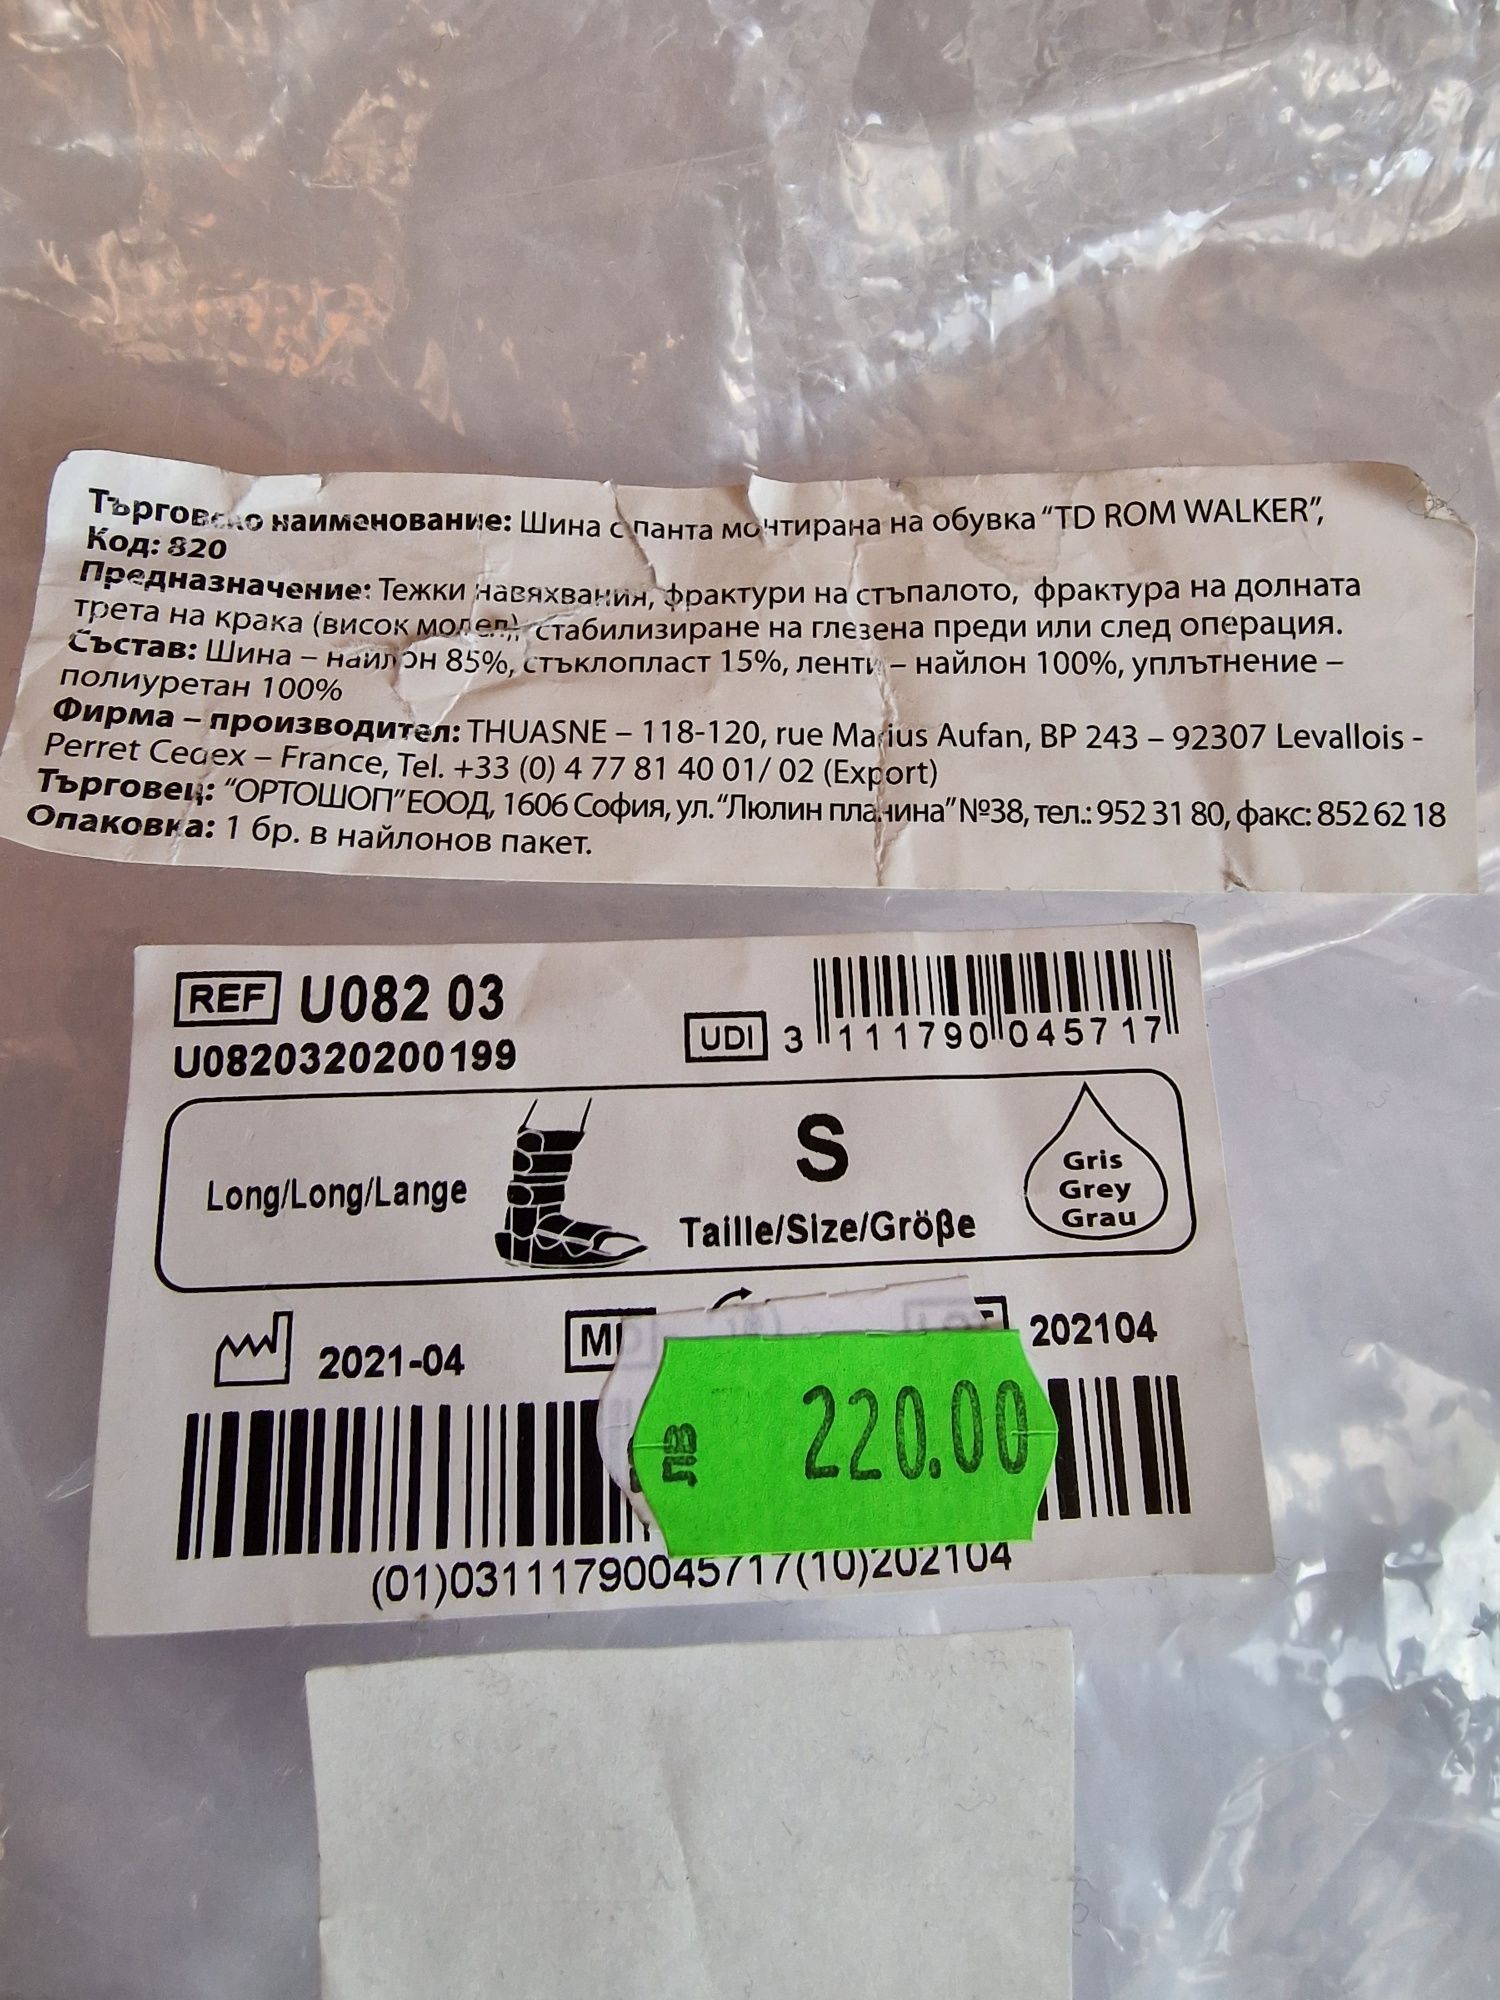 Търговско наименование: Шина с панта монтирана на обувка “TD ROM WALKER”,
Код: 820
Предназначение: Тежки навяхвания, фрактури на стъпалото, фрактура на долната
трета на крака (висок модел), стабилизиране на глезена преди или след операция.
Състав: Шина – найлон 85%, стъклопласт 15%, ленти – найлон 100%, уплътнение –
полиуретан 100%
Фирма – производител: THUASNE – 118-120, rue Marius Aufan, BP 243 – 92307 Levallois -
Perret Cedex – France, Tel. +33 (0) 4 77 81 40 01/ 02 (Export)
Търговец: “ОРТОШОП” ЕООД, 1606 София, ул. “Люлин планина” №38, тел.: 952 31 80, факс: 852 62 18
Опаковка: 1 бр. в найлонов пакет.
REF U082 03
U0820320200199
UDI 3 111790 045717
Long/Long/Lange
S
Taille/Size/Größe
Gris
Grey
Grau
2021-04
202104
лв 220.00
(01)03111790045717(10)202104